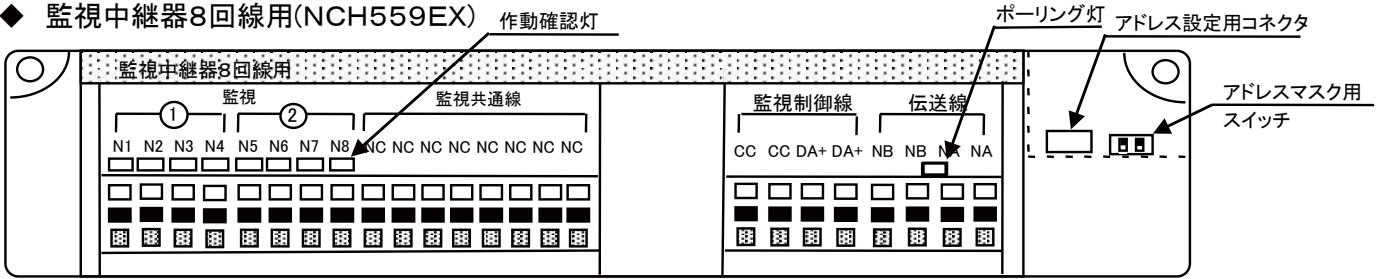 ◆ 監視中継器８回線用(NCH559EX)
作動確認灯
ポーリング灯
アドレス設定用コネクタ
アドレスマスク用
スイッチ
監視中継器８回線用
監視
監視共通線
監視制御線
伝送線
① ②
N1 N2 N3 N4 N5 N6 N7 N8 NC NC NC NC NC NC NC NC
CC CC DA+ DA+ NB NB NA NA